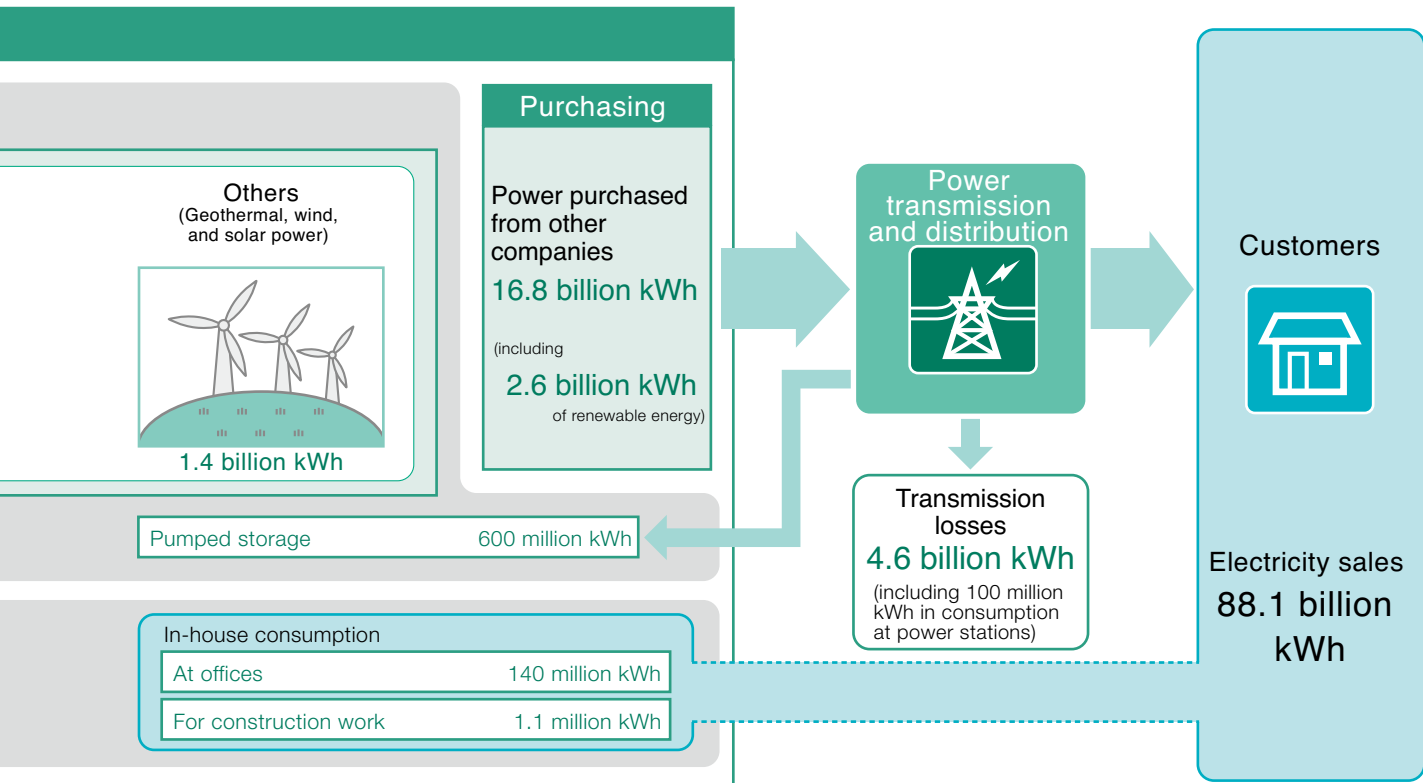 Others
(Geothermal, wind,
and solar power)
1.4 billion kWh
Purchasing
Power purchased
from other
companies
16.8 billion kWh
(including
2.6 billion kWh
of renewable energy)
Power
transmission
and distribution
Transmission
losses
4.6 billion kWh
(including 100 million
kWh in consumption
at power stations)
Customers
Electricity sales
88.1 billion
kWh
Pumped storage 600 million kWh
In-house consumption
At offices 140 million kWh
For construction work 1.1 million kWh